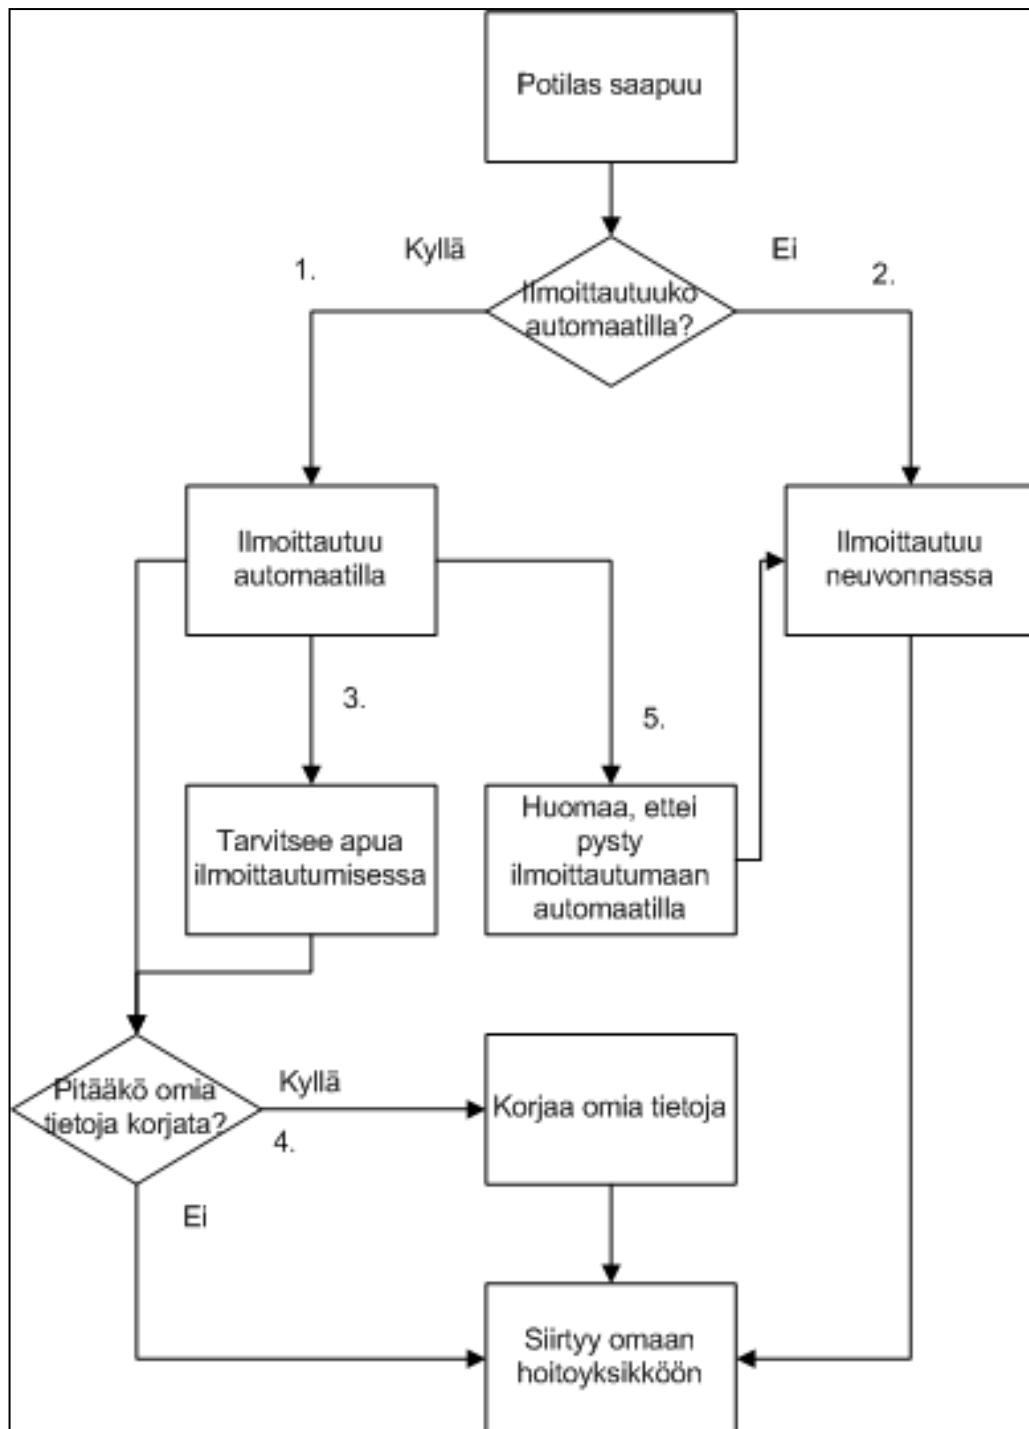 Potilas saapuu
Kyllä
Ei
1.
2.
Ilmoittautuuko
automaatilla?
Ilmoittautuu
automaatilla
Ilmoittautuu
neuvonnassa
3.
5.
Tarvitsee apua
ilmoittautumisessa
Huomaa, ettei
pysty
ilmoittautumaan
automaatilla
Pitääkö omia
tietoja korjata?
Kyllä
4.
Korjaa omia tietoja
Ei
Siirtyy omaan
hoitoyksikköön